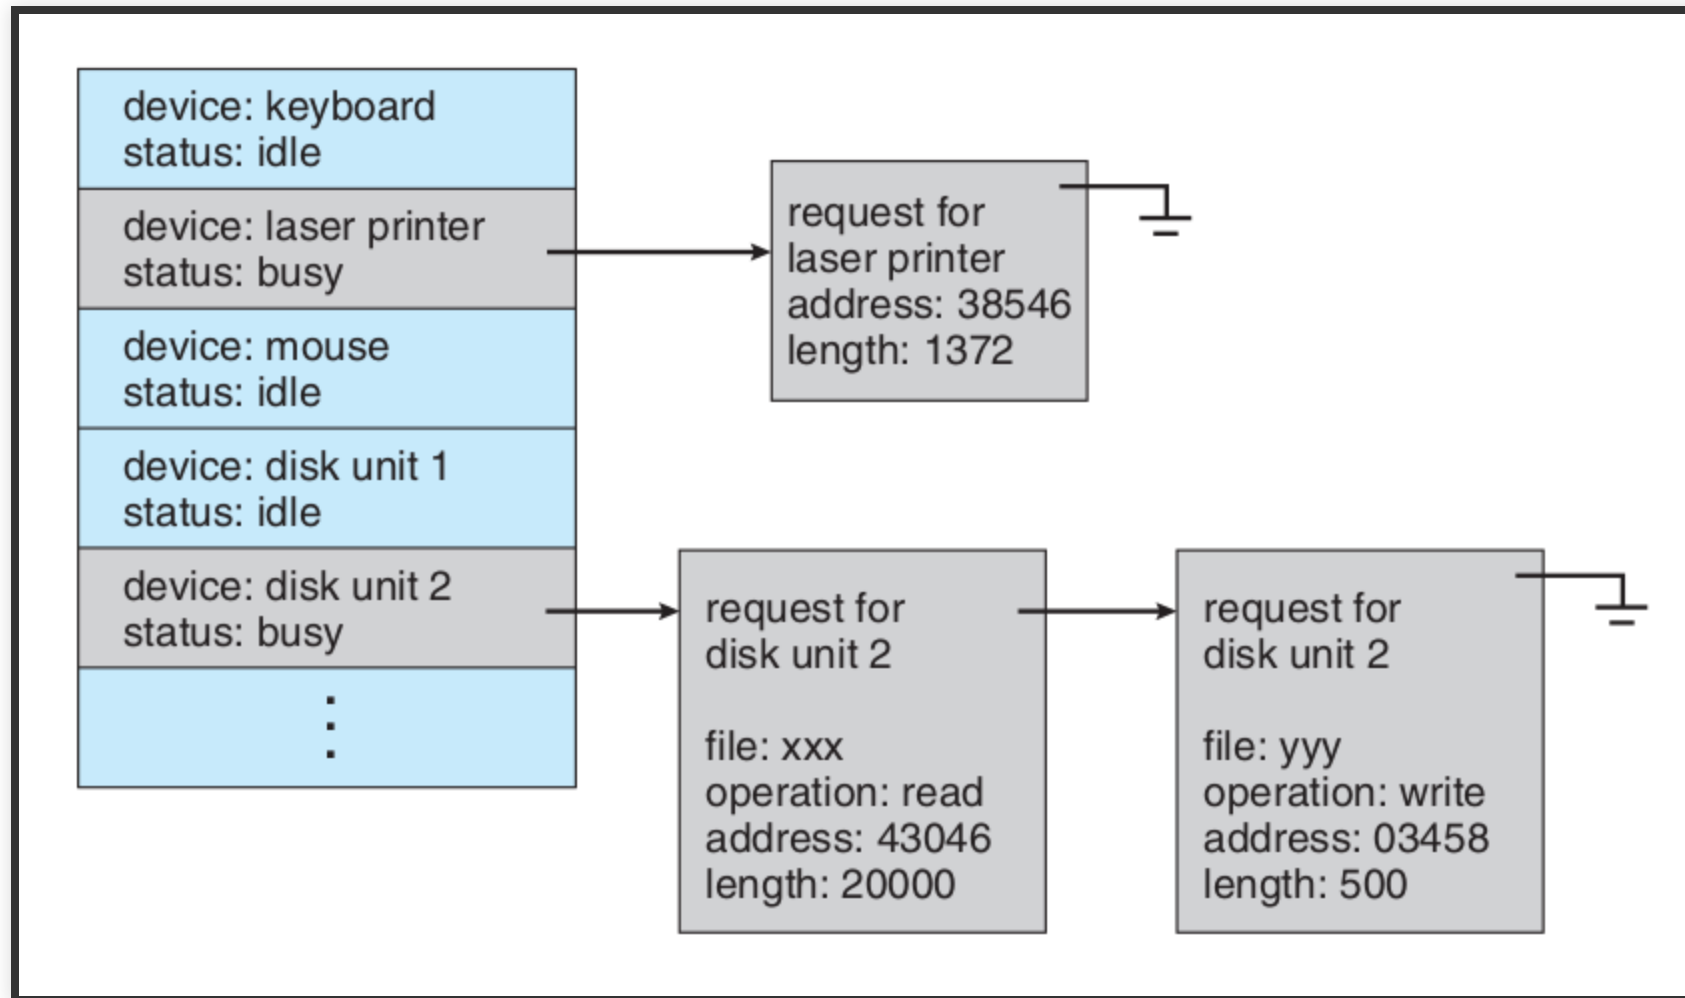 device: keyboard
status: idle
device: laser printer
status: busy
device: mouse
status: idle
device: disk unit 1
status: idle
device: disk unit 2
status: busy
request for
laser printer
address: 38546
length: 1372
request for
disk unit 2
file: xxx
operation: read
address: 43046
length: 20000
request for
disk unit 2
file: yyy
operation: write
address: 03458
length: 500